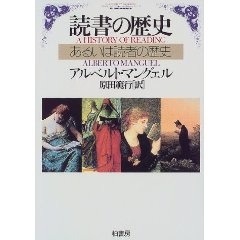 読書の歴史
A HISTORY OF READING
あるいは読者の歴史
ALBERTO MANGUEL
アルベルト・マングェル
原田範行[訳]
柏書房